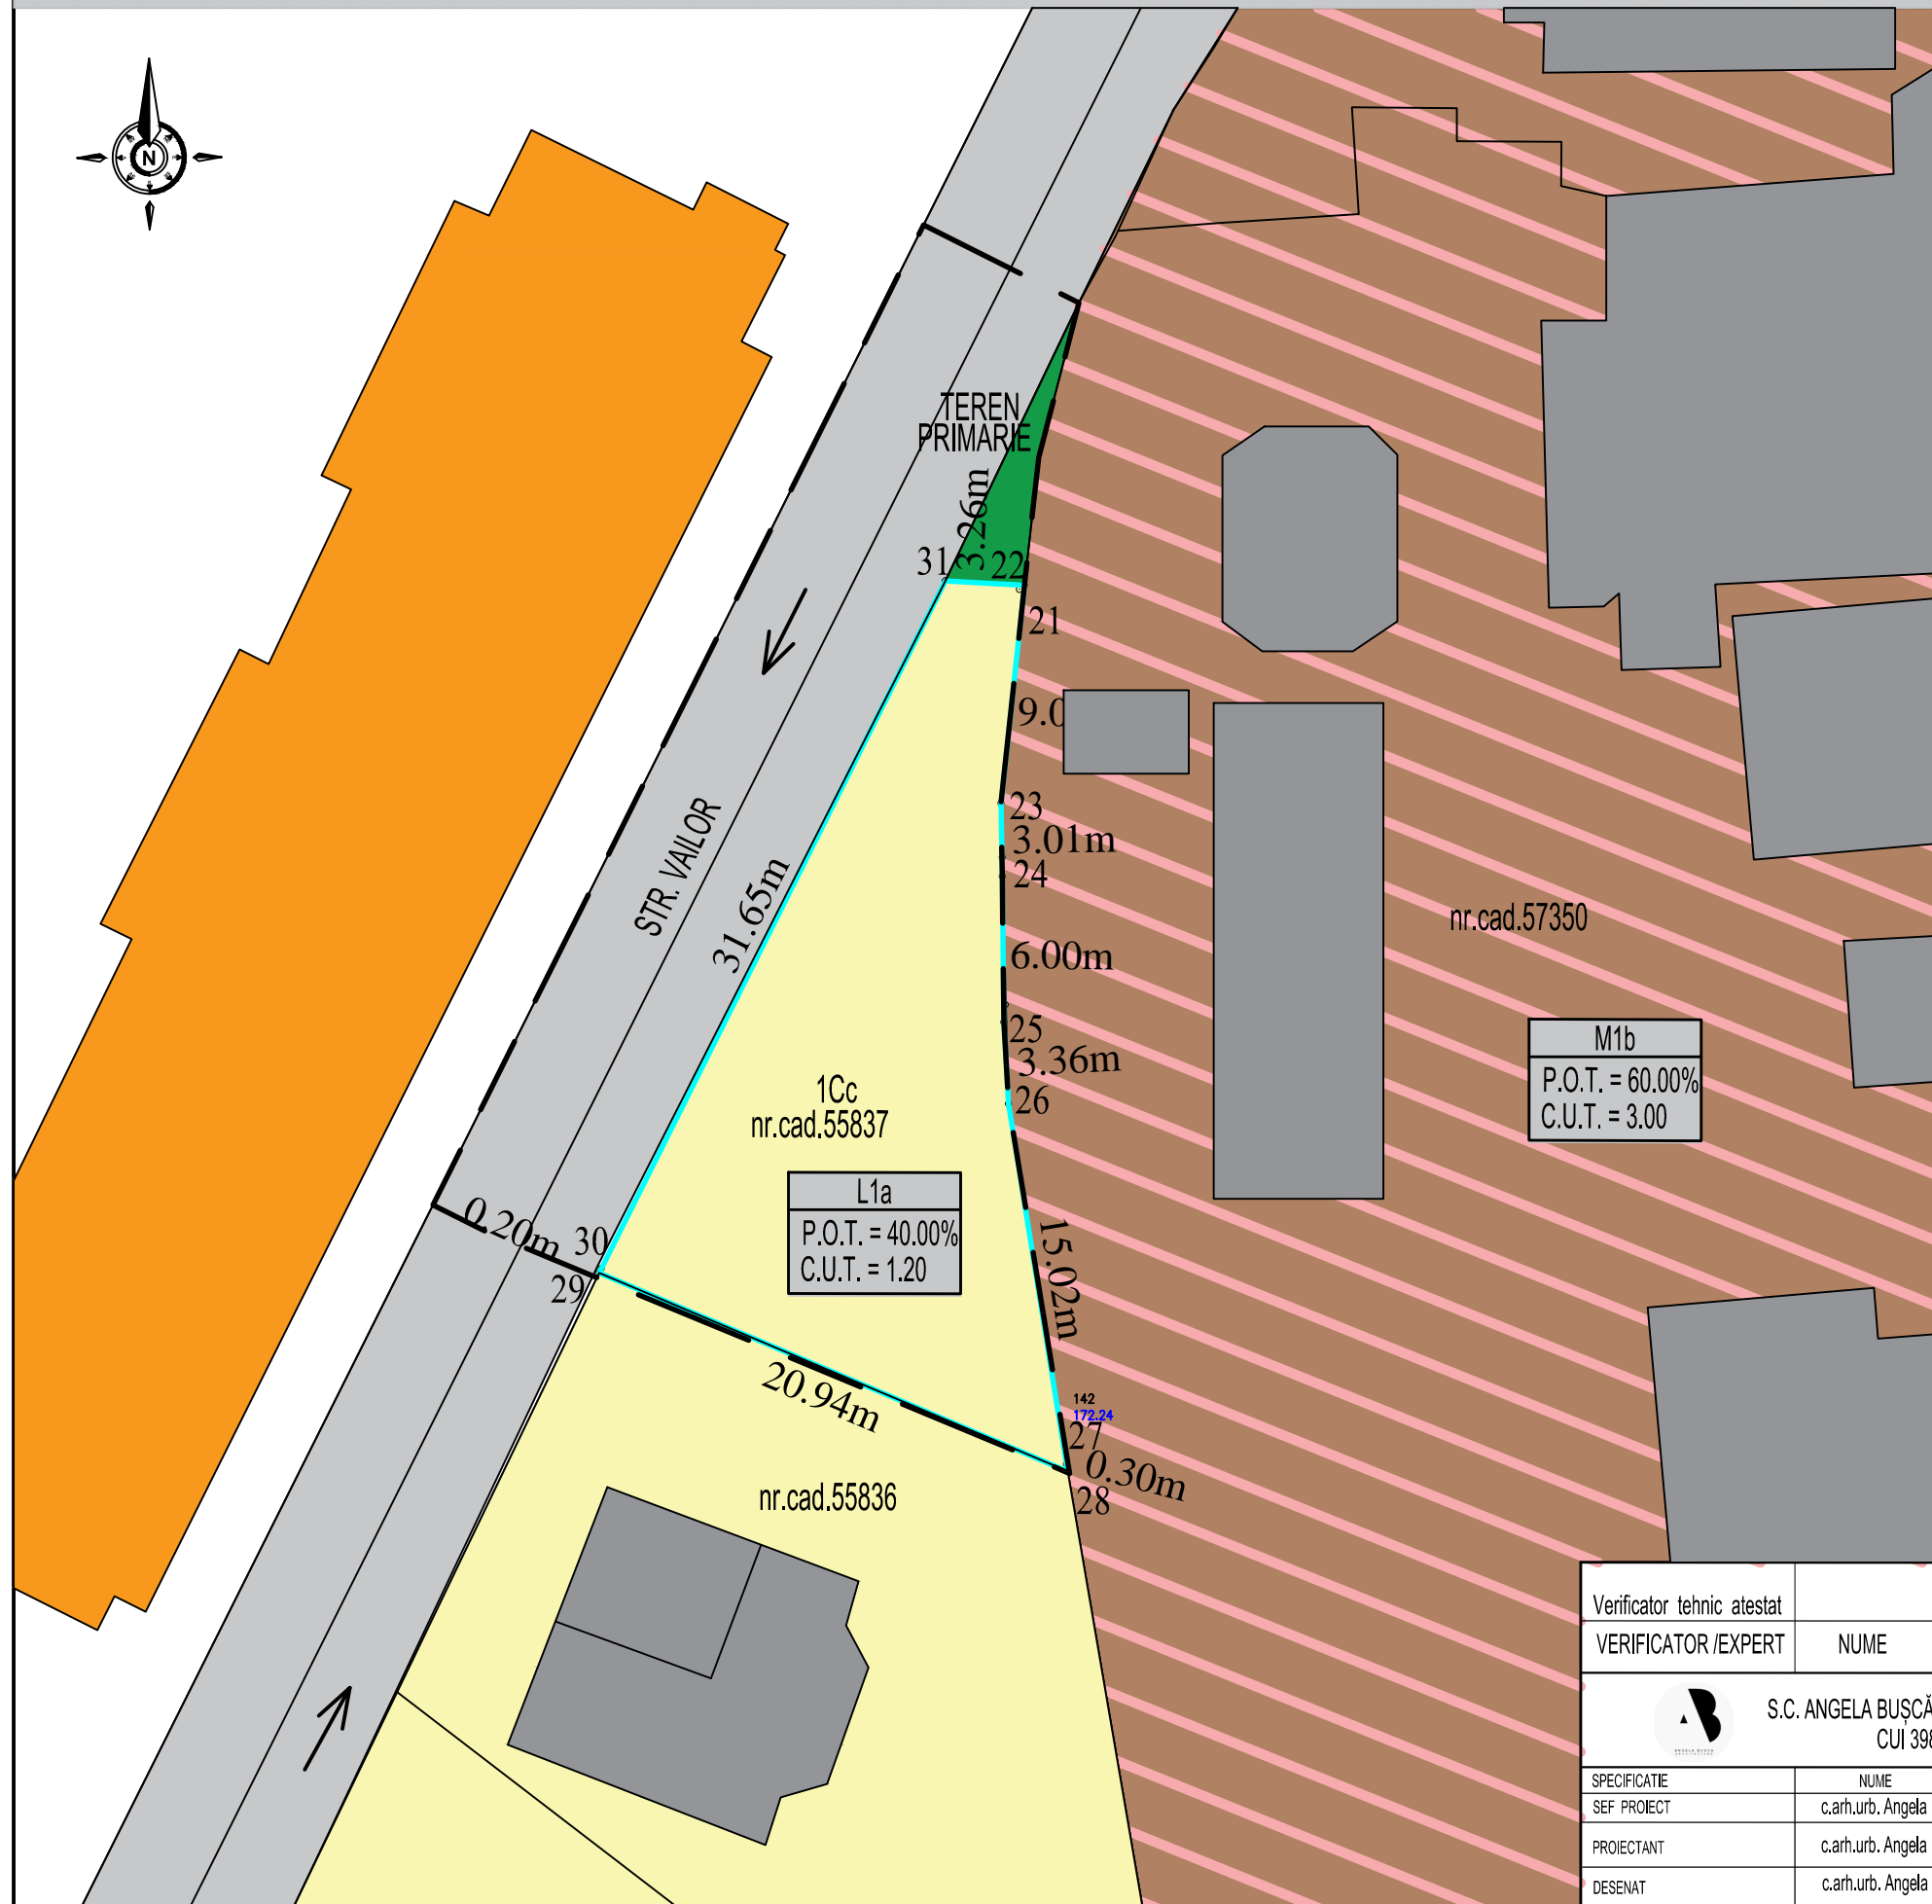 N
TEREN
PRIMARIE
3.26m
31
22
21
9.0
23
3.01m
24
STR. VAILOR
31.65m
nr.cad.57350
6.00m
25
3.36m
26
M1b
P.O.T. = 60.00%
C.U.T. = 3.00
1Cc
nr.cad.55837
L1a
P.O.T. = 40.00%
C.U.T. = 1.20
0.20m
30
29
15.02m
20.94m
142
172.24
27
0.30m
28
nr.cad.55836
Verificator tehnic atestat
VERIFICATOR /EXPERT
NUME
S.C. ANGELA BUȘCĂ
CUI 398
SPECIFICATIE
NUME
SEF PROIECT
c.arh.urb. Angela
PROIECTANT
c.arh.urb. Angela
DESENAT
c.arh.urb. Angela